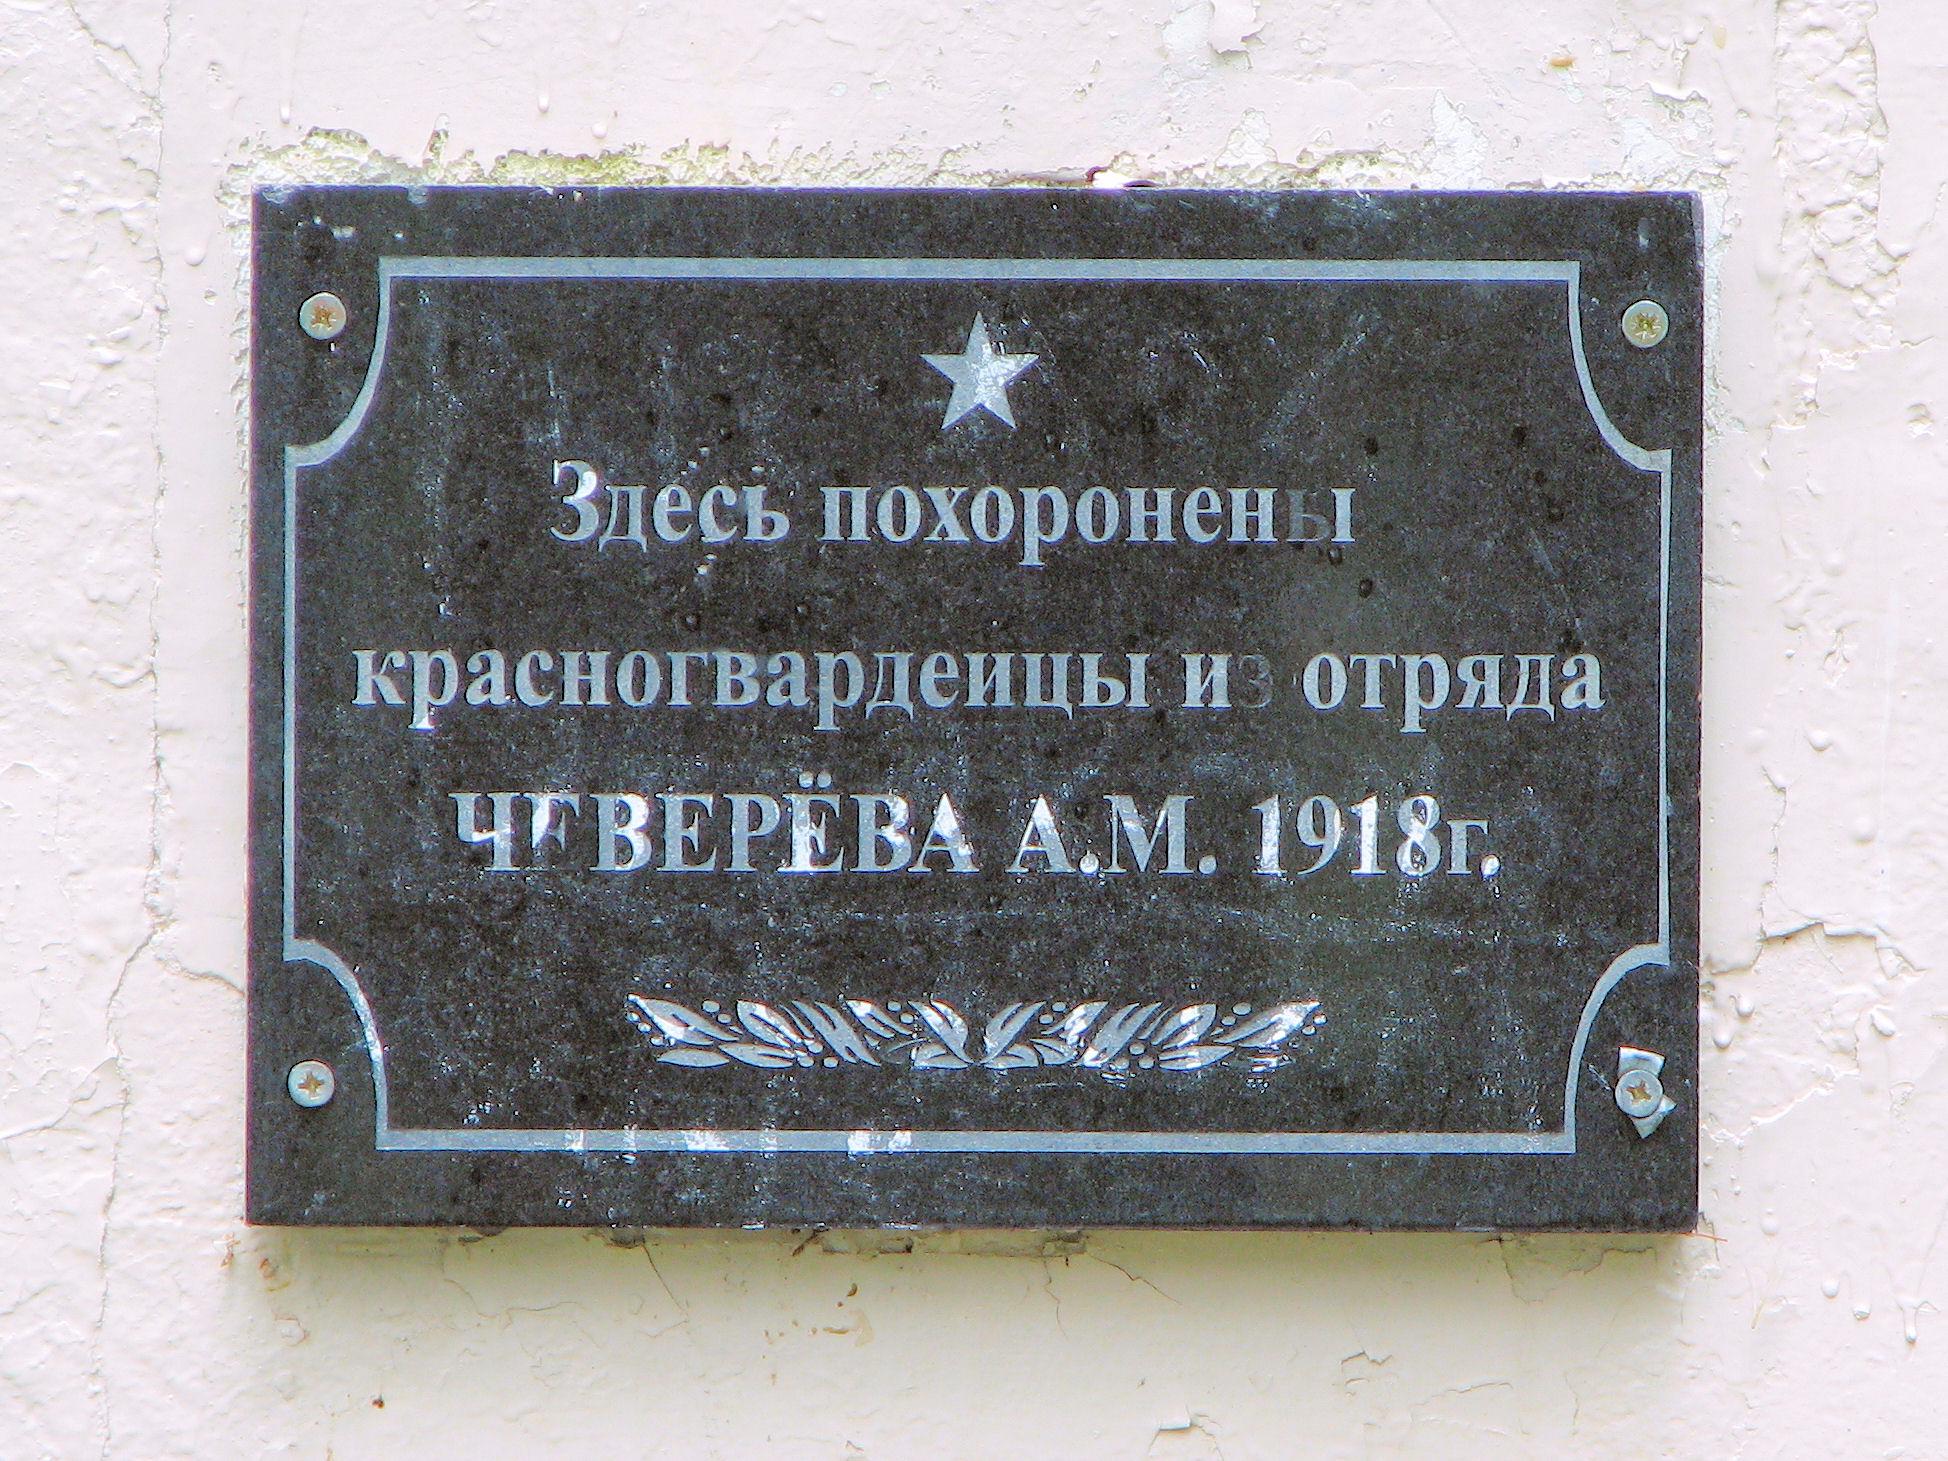 Здесь похоронены
красногвардеицы из отряда
ЧЕВЕРЁВА А.М. 1918г.